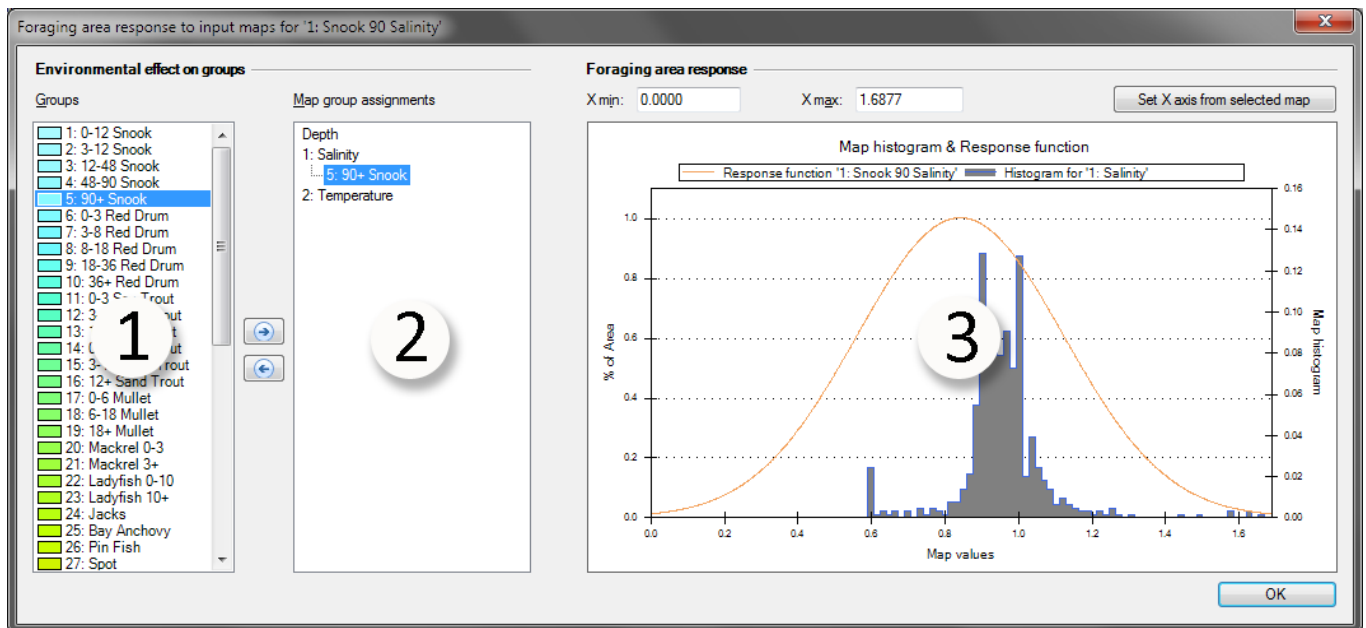 Foraging area response to input maps for '1: Snook 90 Salinity'
Environmental effect on groups
Groups
Map group assignments
1: 0-12 Snook
2: 3-12 Snook
3: 12-48 Snook
4: 48-90 Snook
5: 90+ Snook
6: 0-3 Red Drum
7: 3-8 Red Drum
8: 8-18 Red Drum
9: 18-36 Red Drum
10: 36+ Red Drum
11: 0-3 Trout
12: 3-
13:
14:
15: 3- Trout
16: 12+ Sand Trout
17: 0-6 Mullet
18: 6-18 Mullet
19: 18+ Mullet
20: Mackrel 0-3
21: Mackrel 3+
22: Ladyfish 0-10
23: Ladyfish 10+
24: Jacks
25: Bay Anchovy
26: Pin Fish
27: Spot
1
Depth
1: Salinity
5: 90+ Snook
2: Temperature
2
Foraging area response
X min: 0.0000 X max: 1.6877 Set X axis from selected map
Map histogram & Response function
Response function '1: Snook 90 Salinity' Histogram for '1: Salinity'
% of Area
1.0
0.8
0.6
0.4
0.2
0.0
3
0.16
0.14
0.12
0.10
0.08
0.06
0.04
0.02
0.00
Map histogram
0.0 0.2 0.4 0.6 0.8 1.0 1.2 1.4 1.6
Map values
OK